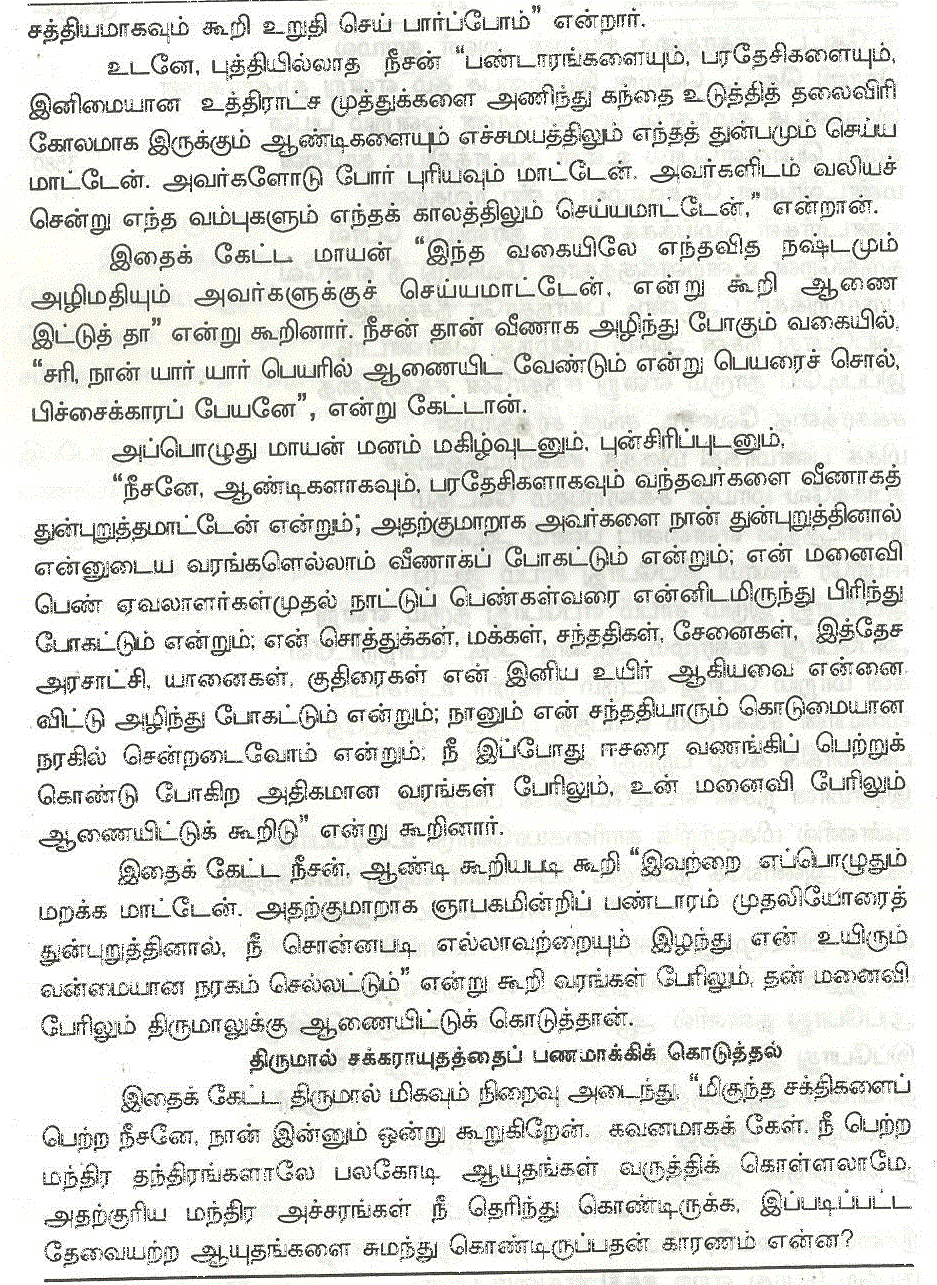 சத்தியமாகவும் கூறி உறுதி செய் பார்ப்போம்” என்றார்.
உடனே, புத்தியில்லாத நீசன் “பண்டாரங்களையும், பரதேசிகளையும்,
இனிமையான உத்திராட்ச முத்துக்களை அணிந்து கந்தை உடுத்தித் தலைவிரி
கோலமாக இருக்கும் ஆண்டிகளையும் எச்சமயத்திலும் எந்தத் துன்பமும் செய்ய
மாட்டேன். அவர்களோடு போர் புரியவும் மாட்டேன். அவர்களிடம் வலியச்
சென்று எந்த வம்புகளும் எந்தக் காலத்திலும் செய்யமாட்டேன்,” என்றான்.
இதைக் கேட்ட மாயன், “இந்த வகையிலே எந்தவித நஷ்டமும்
அழிமதியும் அவர்களுக்குச் செய்யமாட்டேன், என்று கூறி ஆணை
இட்டுத் தா” என்று கூறினார். நீசன் தான் வீணாக அழிந்து போகும் வகையில்,
“சரி, நான் யார் யார் பெயரில் ஆணையிட வேண்டும் என்று பெயரைச் சொல்,
பிச்சைக்காரப் பேயனே”, என்று கேட்டான்.
அப்பொழுது மாயன் மனம் மகிழ்வுடனும், புன்சிரிப்புடனும்,
“நீசனே, ஆண்டிகளாகவும், பரதேசிகளாகவும் வந்தவர்களை வீணாகத்
துன்புறுத்தமாட்டேன் என்றும்; அதற்குமாறாக அவர்களை நான் துன்புறுத்தினால்
என்னுடைய வரங்களெல்லாம் வீணாகப் போகட்டும் என்றும்; என் மனைவி
பெண் ஏவலாளர்கள்முதல் நாட்டுப் பெண்கள்வரை என்னிடமிருந்து பிரிந்து
போகட்டும் என்றும்; என் சொத்துக்கள், மக்கள், சந்ததிகள், சேனைகள், இத்தேச
அரசாட்சி, யானைகள், குதிரைகள் என் இனிய உயிர் ஆகியவை என்னை
விட்டு அழிந்து போகட்டும் என்றும்; நானும் என் சந்ததியாரும் கொடுமையான
நரகில் சென்றடைவோம் என்றும்; நீ இப்போது ஈசரை வணங்கிப் பெற்றுக்
கொண்டு போகிற அதிகமான வரங்கள் பேரிலும், உன் மனைவி பேரிலும்
ஆணையிட்டுக் கூறிடு” என்று கூறினார்.
இதைக் கேட்ட நீசன், ஆண்டி கூறியபடி கூறி “இவற்றை எப்பொழுதும்
மறக்க மாட்டேன். அதற்குமாறாக ஞாபகமின்றிப் பண்டாரம் முதலியோரைத்
துன்புறுத்தினால், நீ சொன்னபடி எல்லாவற்றையும் இழந்து என் உயிரும்
வன்மையான நரகம் செல்லட்டும்” என்று கூறி வரங்கள் பேரிலும், தன் மனைவி
பேரிலும் திருமாலுக்கு ஆணையிட்டுக் கொடுத்தான்.
திருமால் சக்கராயுதத்தைப் பணமாக்கிக் கொடுத்தல்
இதைக் கேட்ட திருமால் மிகவும் நிறைவு அடைந்து, “மிகுந்த சக்திகளைப்
பெற்ற நீசனே, நான் இன்னும் ஒன்று கூறுகிறேன். கவனமாகக் கேள். நீ பெற்ற
மந்திர தந்திரங்களாலே பலகோடி ஆயுதங்கள் வருத்திக் கொள்ளலாமே.
அதற்குரிய மந்திர அச்சரங்கள் நீ தெரிந்து கொண்டிருக்க, இப்படிப்பட்ட
தேவையற்ற ஆயுதங்களை சுமந்து கொண்டிருப்பதன் காரணம் என்ன?